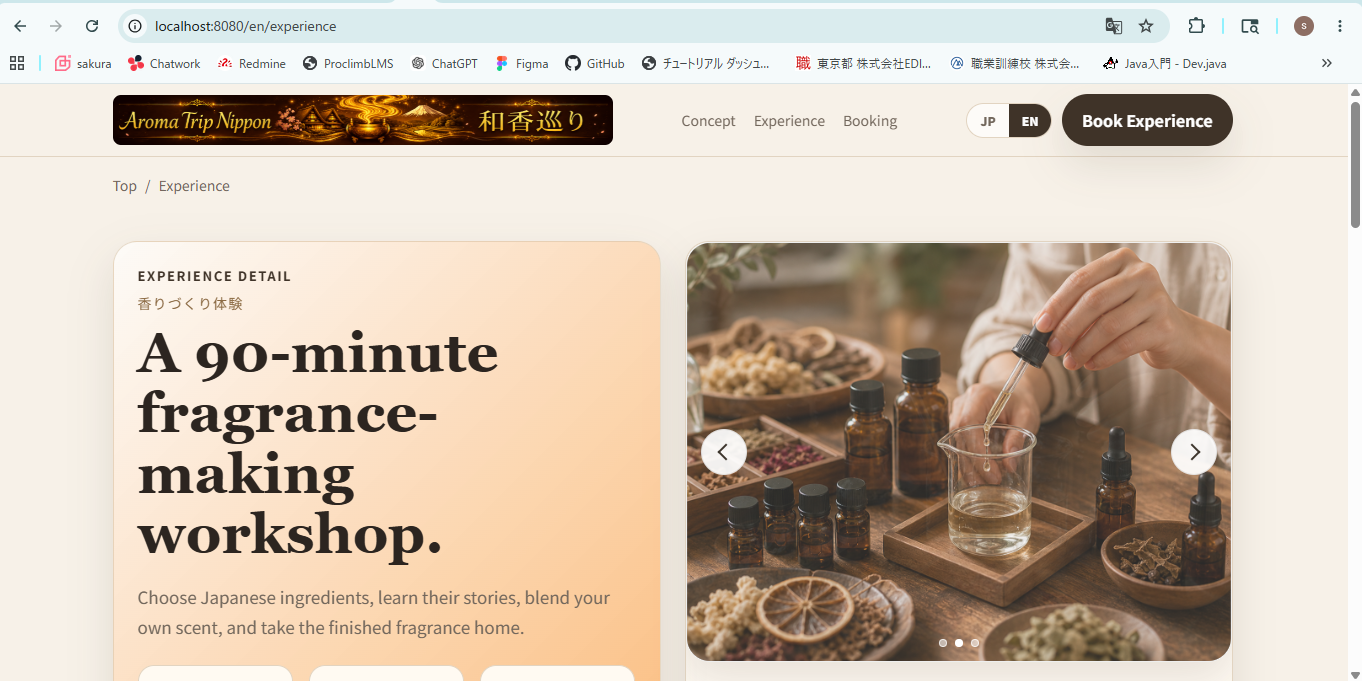 localhost:8080/en/experience
s
sakura
Chatwork
Redmine
ProclimbLMS
ChatGPT
Figma
GitHub
チュートリアル ダッシュ...
職 東京都 株式会社EDI...
職業訓練校 株式会社...
Java入門 - Dev.java
Aroma Trip Nippon 和香巡り
Concept
Experience
Booking
JP
EN
Book Experience
Top / Experience
EXPERIENCE DETAIL
香りづくり体験
A 90-minute
fragrance-
making
workshop.
Choose Japanese ingredients, learn their stories, blend your
own scent, and take the finished fragrance home.